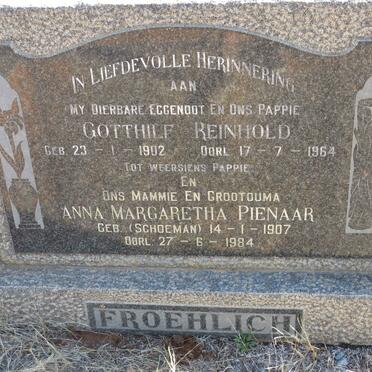 IN LIEFDEVOLLE HERINNERING
AAN
MY DIERBARE EGGENOOT EN ONS PAPPIE
GOTTHILF REINHOLD
GEB. 23-1-1902 OORL 17-7-1964
TOT WEERSIENS PAPPIE
EN
ONS MAMMIE EN GROOTOUMA
ANNA MARGARETHA PIENAAR
GEB. (SCHOEMAN) 14-1-1907
OORL 27-6-1984
FROEHLICH